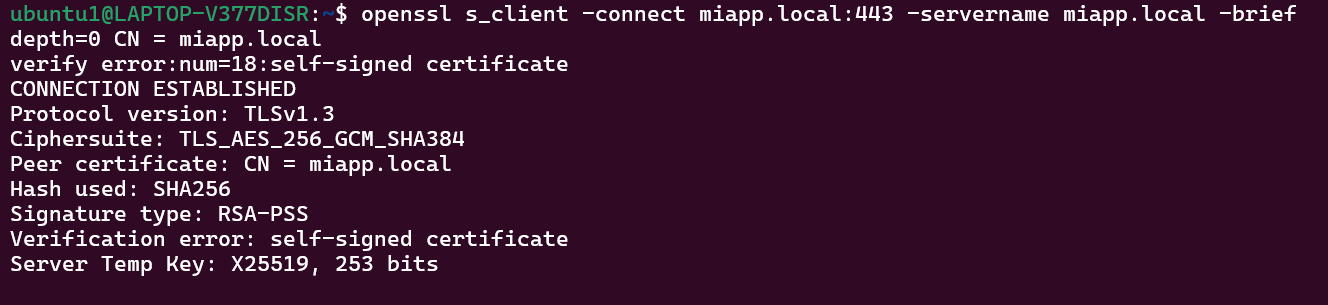 ubuntu1@LAPTOP-V377DISR:~$ openssl s_client -connect miapp.local:443 -servername miapp.local -brief
depth=0 CN = miapp.local
verify error:num=18:self-signed certificate
CONNECTION ESTABLISHED
Protocol version: TLSv1.3
Ciphersuite: TLS_AES_256_GCM_SHA384
Peer certificate: CN = miapp.local
Hash used: SHA256
Signature type: RSA-PSS
Verification error: self-signed certificate
Server Temp Key: X25519, 253 bits